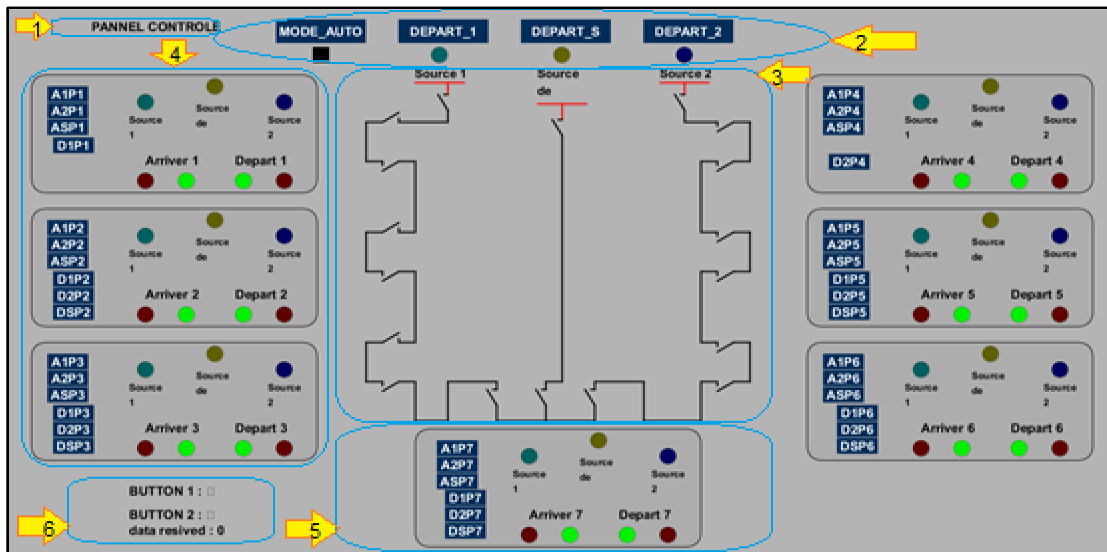 1
PANNEL CONTROLE
MODE_AUTO
DEPART_1
DEPART_S
DEPART_2
2
4
Source 1
Source
de
Source 2
3
A1P1
A2P1
ASP1
D1P1
Source
1
Source
de
Source
2
Arriver 1
Depart 1
A1P2
A2P2
ASP2
D1P2
D2P2
DSP2
Source
1
Source
de
Source
2
Arriver 2
Depart 2
A1P3
A2P3
ASP3
D1P3
D2P3
DSP3
Source
1
Source
de
Source
2
Arriver 3
Depart 3
A1P4
A2P4
ASP4
D2P4
Source
1
Source
de
Source
2
Arriver 4
Depart 4
A1P5
A2P5
ASP5
D1P5
D2P5
DSP5
Source
1
Source
de
Source
2
Arriver 5
Depart 5
A1P6
A2P6
ASP6
D1P6
D2P6
DSP6
Source
1
Source
de
Source
2
Arriver 6
Depart 6
A1P7
A2P7
ASP7
D1P7
D2P7
DSP7
Source
1
Source
de
Source
2
Arriver 7
Depart 7
5
BUTTON 1 :
BUTTON 2 :
data resived : 0
6